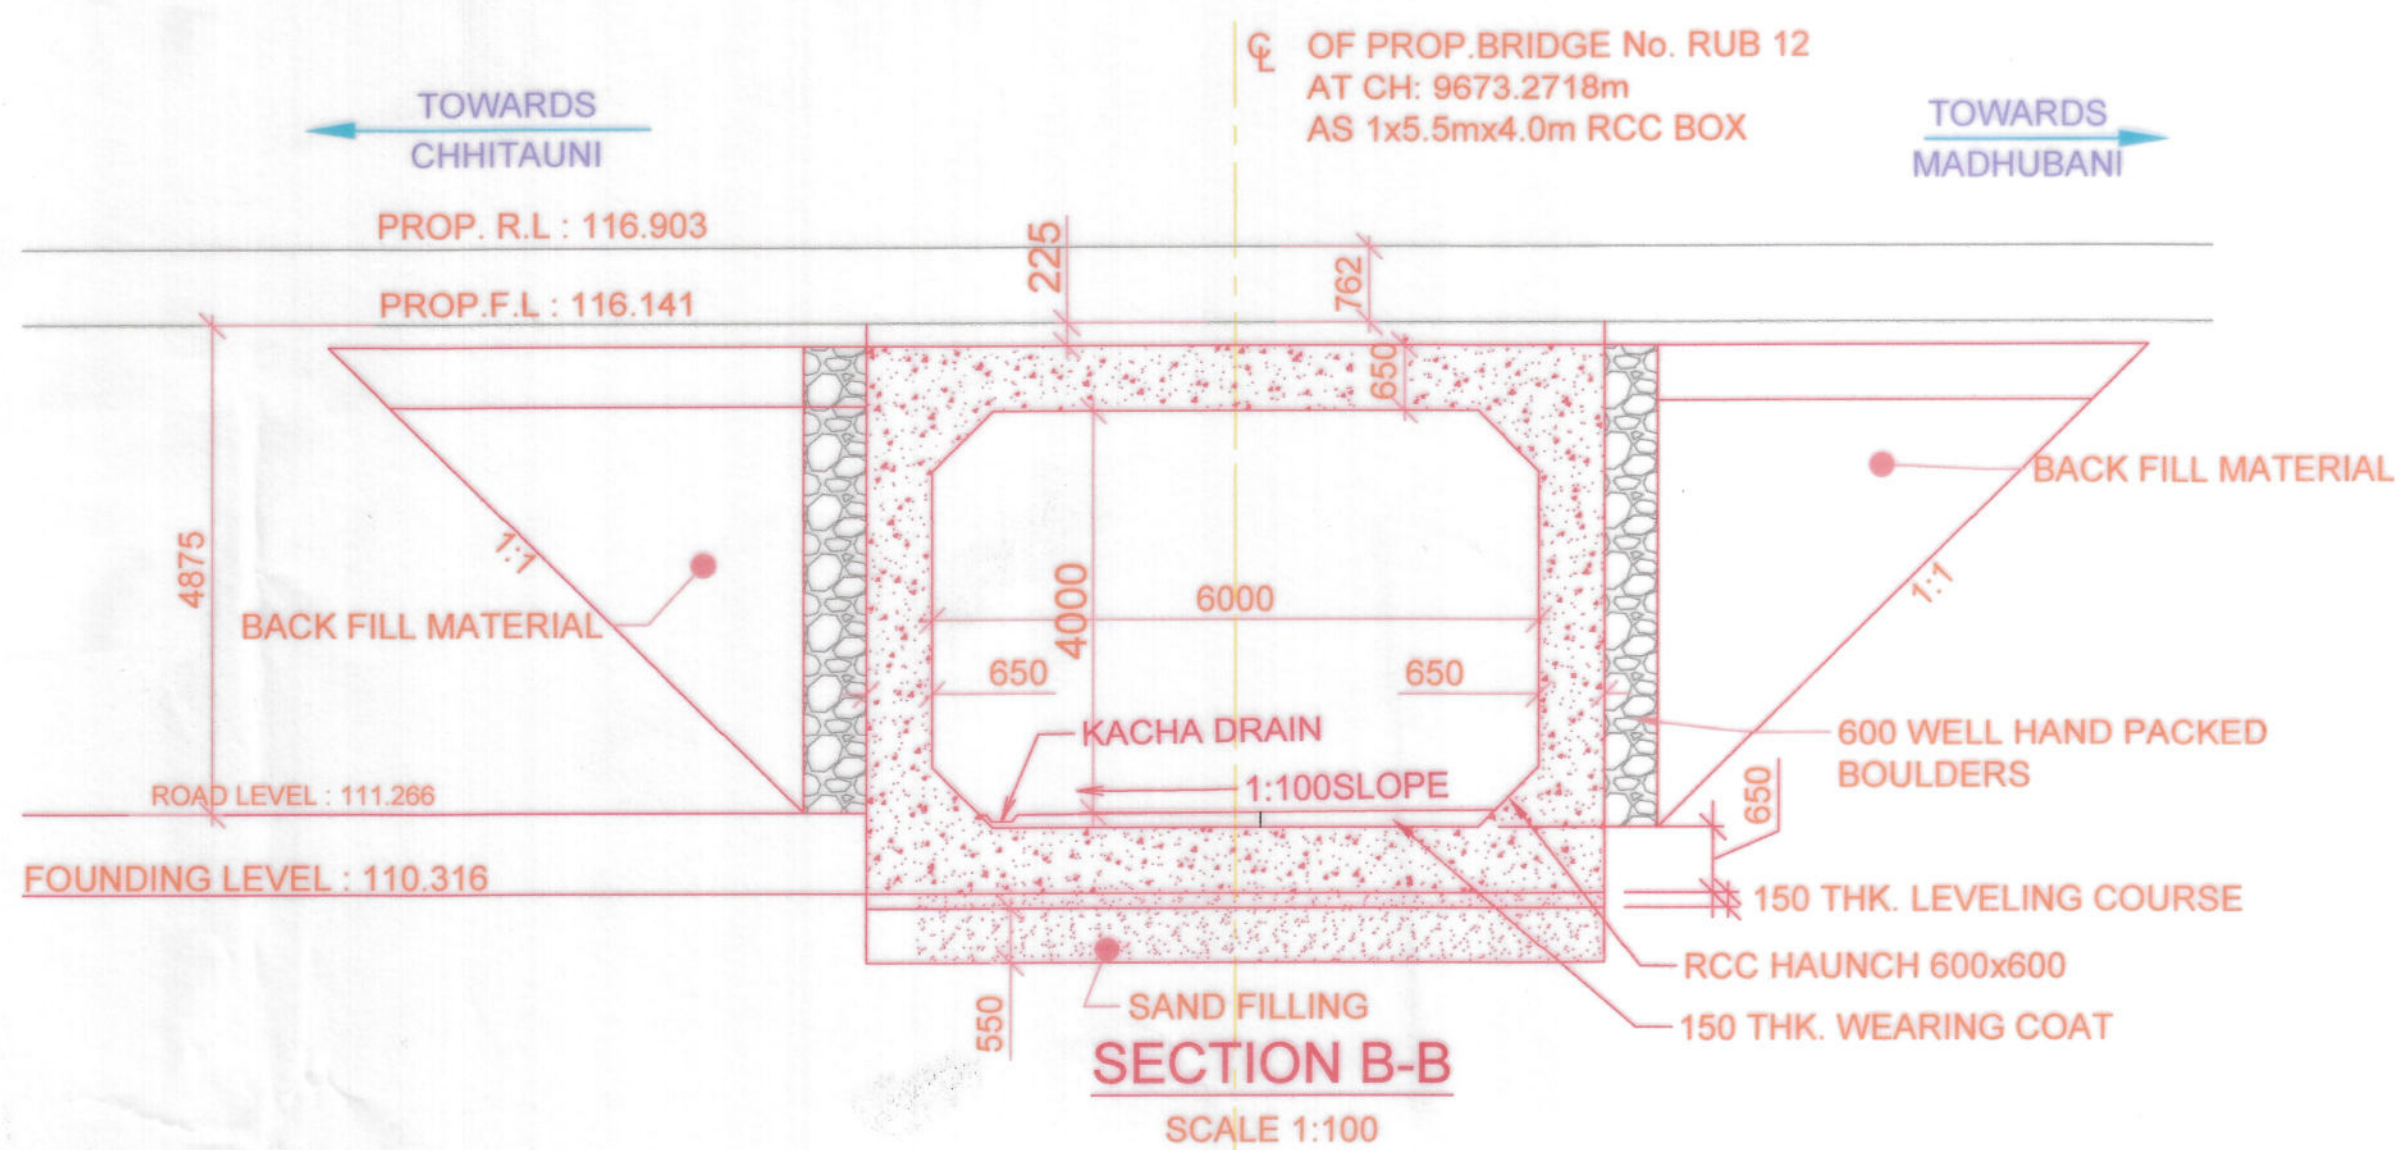 ℄ OF PROP.BRIDGE No. RUB 12
AT CH: 9673.2718m
AS 1x5.5mx4.0m RCC BOX
TOWARDS
CHHITAUNI
TOWARDS
MADHUBANI
PROP. R.L : 116.903
225
762
PROP.F.L : 116.141
650
BACK FILL MATERIAL
4875
1:1
1:1
4000
6000
BACK FILL MATERIAL
650
650
KACHA DRAIN
600 WELL HAND PACKED
BOULDERS
1:100SLOPE
650
ROAD LEVEL : 111.266
FOUNDING LEVEL : 110.316
150 THK. LEVELING COURSE
RCC HAUNCH 600x600
550
SAND FILLING
150 THK. WEARING COAT
SECTION B-B
SCALE 1:100